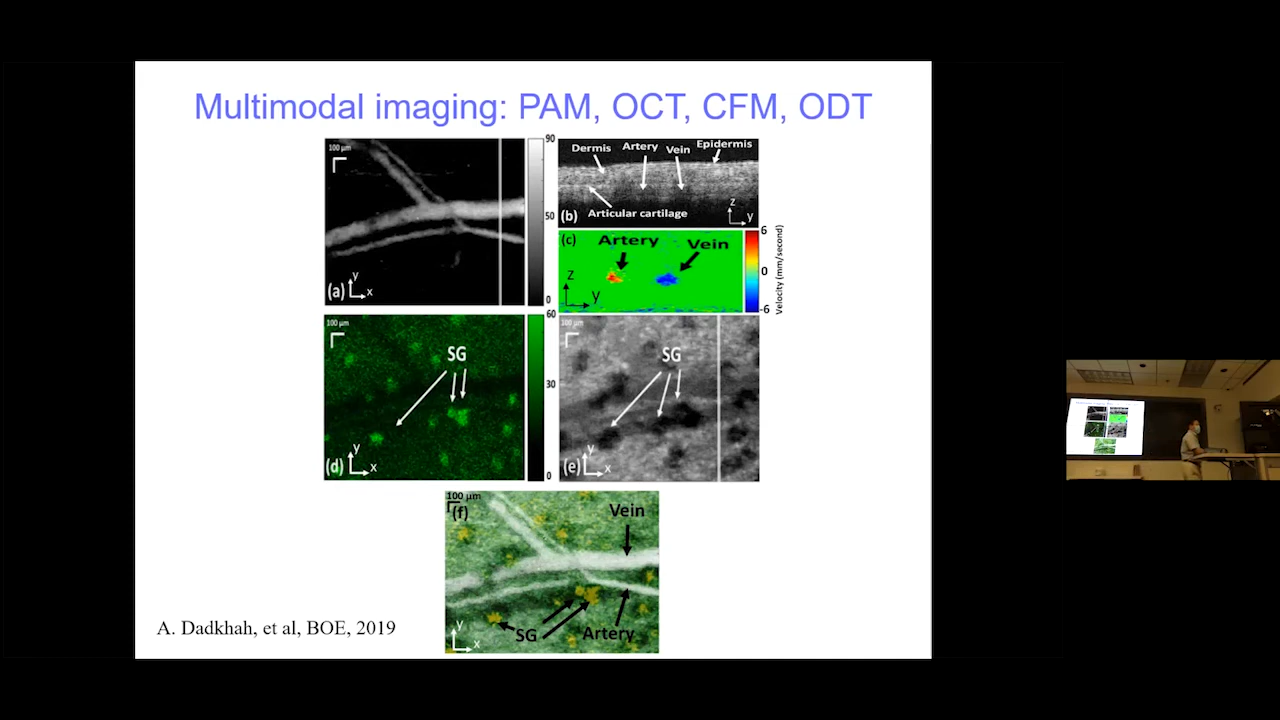 Multimodal imaging: PAM, OCT, CFM, ODT
100 μm
y
x
(a)
90
50
0
Dermis Artery Vein Epidermis
Articular cartilage
(b)
z
y
(c)
Artery Vein
z
y
6
0
-6
Velocity (mm/second)
100 μm
SG
y
x
(d)
60
30
0
100 μm
SG
y
x
(e)
100 μm
(f)
Vein
SG
Artery
y
x
A. Dadkhah, et al, BOE, 2019